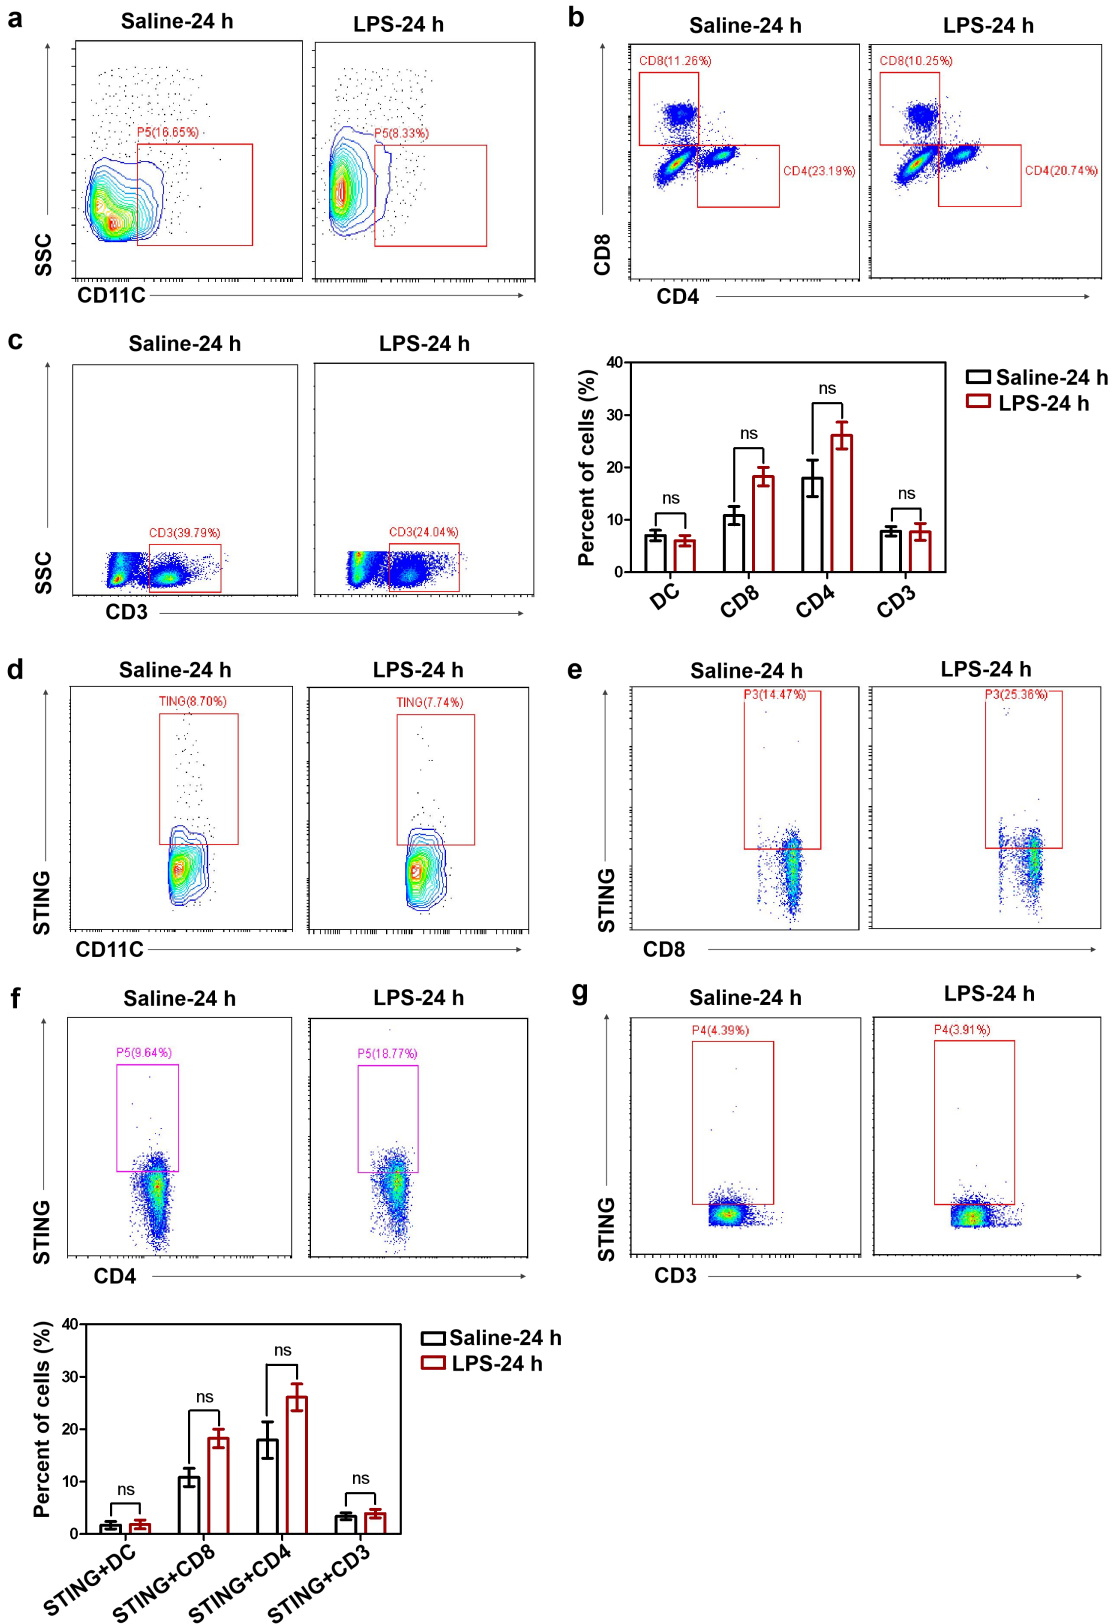 a
Saline-24 h
LPS-24 h
P5(16.65%)
P5(8.33%)
SSC
CD11C
b
Saline-24 h
LPS-24 h
CD8(11.26%)
CD8(10.25%)
CD4(23.19%)
CD4(20.74%)
CD8
CD4
c
Saline-24 h
LPS-24 h
CD3(39.79%)
CD3(24.04%)
SSC
CD3
40
30
20
10
0
Percent of cells (%)
ns
ns
ns
ns
DC
CD8
CD4
CD3
Saline-24 h
LPS-24 h
d
Saline-24 h
LPS-24 h
TING(8.70%)
TING(7.74%)
STING
CD11C
e
Saline-24 h
LPS-24 h
P3(14.47%)
P3(25.36%)
STING
CD8
f
Saline-24 h
LPS-24 h
P5(9.64%)
P5(18.77%)
STING
CD4
g
Saline-24 h
LPS-24 h
P4(4.39%)
P4(3.91%)
STING
CD3
40
30
20
10
0
Percent of cells (%)
ns
ns
ns
ns
STING+DC
STING+CD8
STING+CD4
STING+CD3
Saline-24 h
LPS-24 h